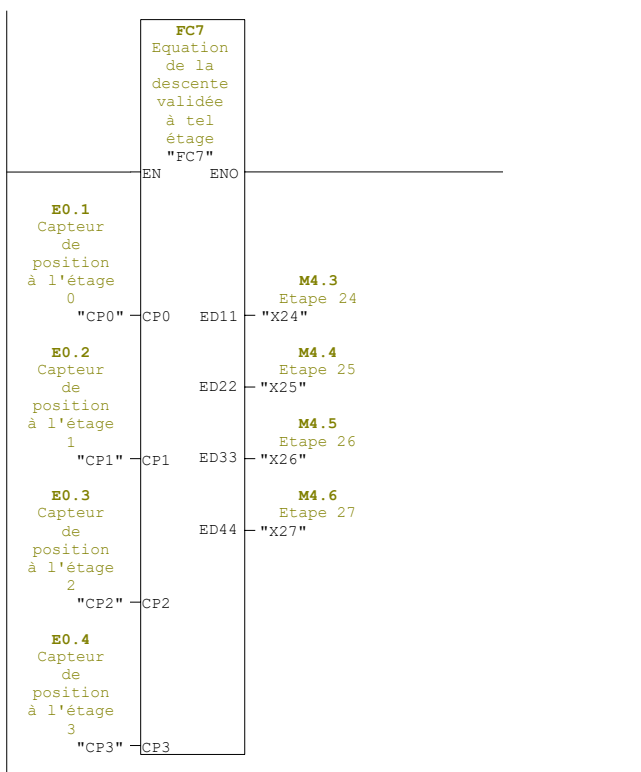 FC7
Equation
de la
descente
validée
à tel
étage
"FC7"
EN ENO
E0.1
Capteur
de
position
à l'étage
0
"CP0" CP0
ED11 "X24"
M4.3
Etape 24
E0.2
Capteur
de
position
à l'étage
1
"CP1" CP1
M4.4
Etape 25
ED22 "X25"
M4.5
Etape 26
ED33 "X26"
E0.3
Capteur
de
position
à l'étage
2
"CP2" CP2
M4.6
Etape 27
ED44 "X27"
E0.4
Capteur
de
position
à l'étage
3
"CP3" CP3